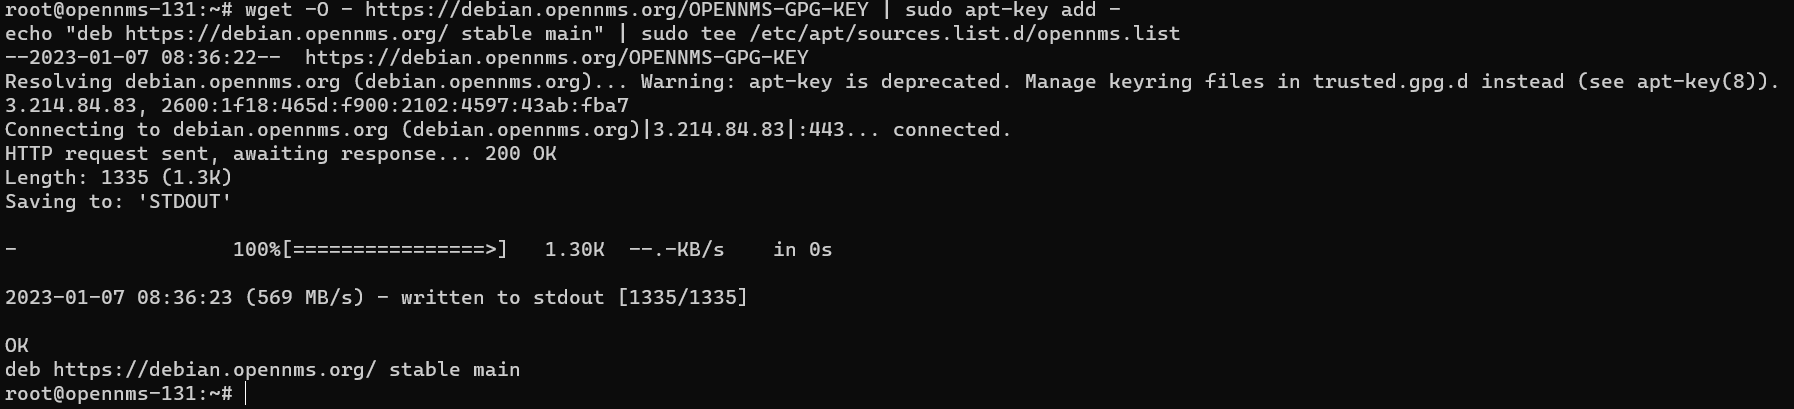 root@opennms-131:~# wget -O - https://debian.opennms.org/OPENNMS-GPG-KEY | sudo apt-key add -
echo "deb https://debian.opennms.org/ stable main" | sudo tee /etc/apt/sources.list.d/opennms.list
--2023-01-07 08:36:22--  https://debian.opennms.org/OPENNMS-GPG-KEY
Resolving debian.opennms.org (debian.opennms.org)... Warning: apt-key is deprecated. Manage keyring files in trusted.gpg.d instead (see apt-key(8)).
3.214.84.83, 2600:1f18:465d:f900:2102:4597:43ab:fba7
Connecting to debian.opennms.org (debian.opennms.org)|3.214.84.83|:443... connected.
HTTP request sent, awaiting response... 200 OK
Length: 1335 (1.3K)
Saving to: 'STDOUT'
-                  100%[================>]   1.30K  --.-KB/s    in 0s
2023-01-07 08:36:23 (569 MB/s) - written to stdout [1335/1335]
OK
deb https://debian.opennms.org/ stable main
root@opennms-131:~#